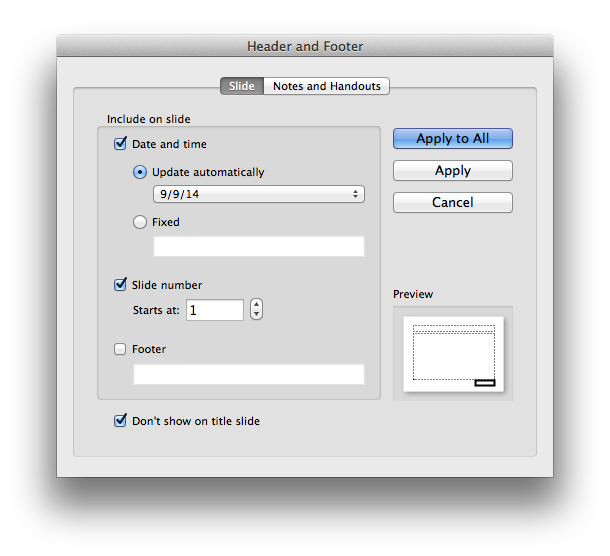 Header and Footer
Slide Notes and Handouts
Include on slide
Date and time
Update automatically
9/9/14
Fixed
Slide number
Starts at: 1
Footer
Don't show on title slide
Apply to All
Apply
Cancel
Preview